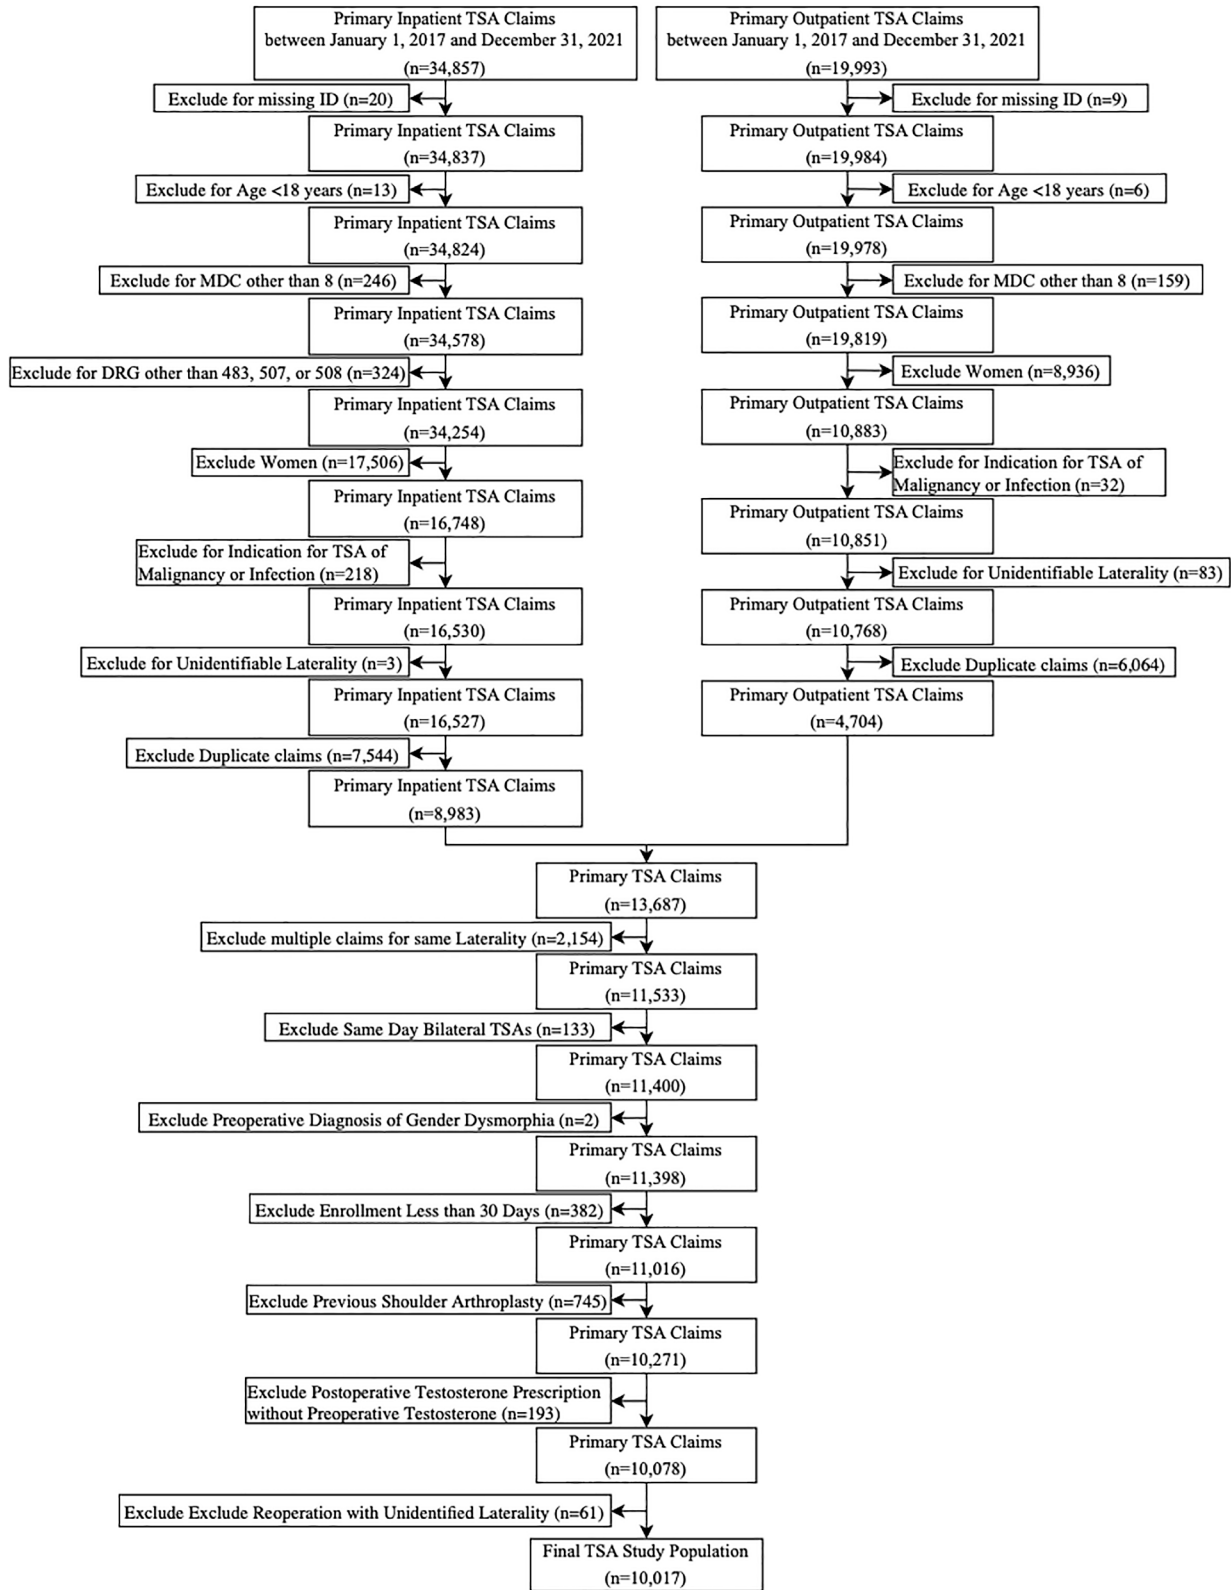 Primary Inpatient TSA Claims
between January 1, 2017 and December 31, 2021
(n=34,857)
Exclude for missing ID (n=20)
Primary Inpatient TSA Claims
(n=34,837)
Exclude for Age <18 years (n=13)
Primary Inpatient TSA Claims
(n=34,824)
Exclude for MDC other than 8 (n=246)
Primary Inpatient TSA Claims
(n=34,578)
Exclude for DRG other than 483, 507, or 508 (n=324)
Primary Inpatient TSA Claims
(n=34,254)
Exclude Women (n=17,506)
Primary Inpatient TSA Claims
(n=16,748)
Exclude for Indication for TSA of
Malignancy or Infection (n=218)
Primary Inpatient TSA Claims
(n=16,530)
Exclude for Unidentifiable Laterality (n=3)
Primary Inpatient TSA Claims
(n=16,527)
Exclude Duplicate claims (n=7,544)
Primary Inpatient TSA Claims
(n=8,983)
Primary Outpatient TSA Claims
between January 1, 2017 and December 31, 2021
(n=19,993)
Exclude for missing ID (n=9)
Primary Outpatient TSA Claims
(n=19,984)
Exclude for Age <18 years (n=6)
Primary Outpatient TSA Claims
(n=19,978)
Exclude for MDC other than 8 (n=159)
Primary Outpatient TSA Claims
(n=19,819)
Exclude Women (n=8,936)
Primary Outpatient TSA Claims
(n=10,883)
Exclude for Indication for TSA of
Malignancy or Infection (n=32)
Primary Outpatient TSA Claims
(n=10,851)
Exclude for Unidentifiable Laterality (n=83)
Primary Outpatient TSA Claims
(n=10,768)
Exclude Duplicate claims (n=6,064)
Primary Outpatient TSA Claims
(n=4,704)
Primary TSA Claims
(n=13,687)
Exclude multiple claims for same Laterality (n=2,154)
Primary TSA Claims
(n=11,533)
Exclude Same Day Bilateral TSAs (n=133)
Primary TSA Claims
(n=11,400)
Exclude Preoperative Diagnosis of Gender Dysmorphia (n=2)
Primary TSA Claims
(n=11,398)
Exclude Enrollment Less than 30 Days (n=382)
Primary TSA Claims
(n=11,016)
Exclude Previous Shoulder Arthroplasty (n=745)
Primary TSA Claims
(n=10,271)
Exclude Postoperative Testosterone Prescription
without Preoperative Testosterone (n=193)
Primary TSA Claims
(n=10,078)
Exclude Exclude Reoperation with Unidentified Laterality (n=61)
Final TSA Study Population
(n=10,017)